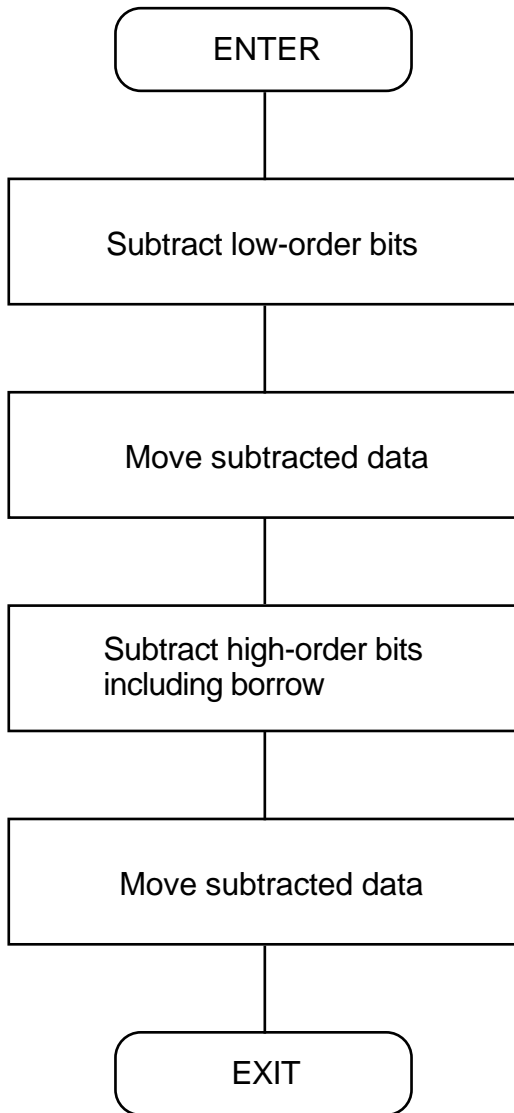 ENTER
Subtract low-order bits
Move subtracted data
Subtract high-order bits
including borrow
Move subtracted data
EXIT